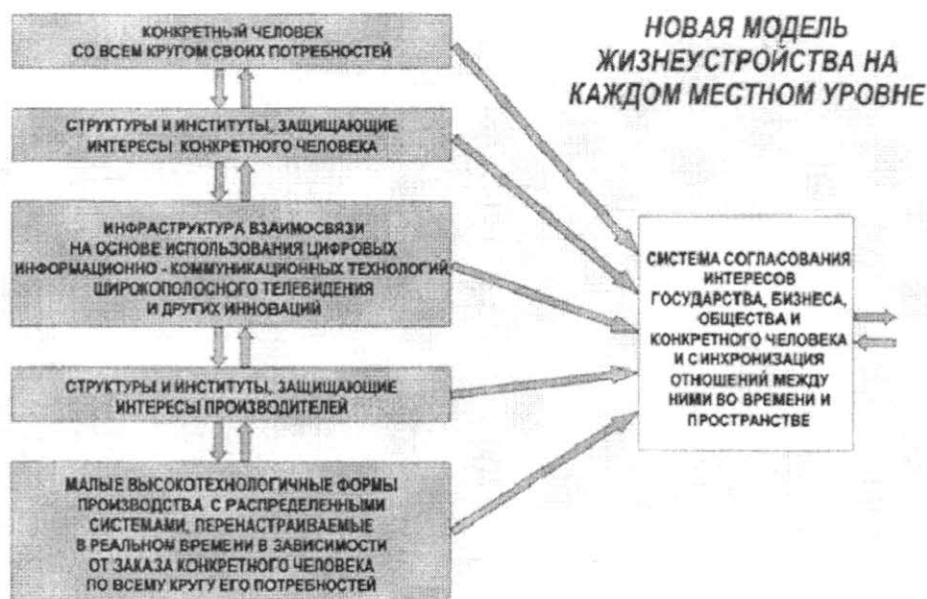 КОНКРЕТНЫЙ ЧЕЛОВЕК
СО ВСЕМ КРУГОМ СВОИХ ПОТРЕБНОСТЕЙ
НОВАЯ МОДЕЛЬ
ЖИЗНЕУСТРОЙСТВА НА
КАЖДОМ МЕСТНОМ УРОВНЕ
СТРУКТУРЫ И ИНСТИТУТЫ, ЗАЩИЩАЮЩИЕ
ИНТЕРЕСЫ КОНКРЕТНОГО ЧЕЛОВЕКА
ИНФРАСТРУКТУРА ВЗАИМОСВЯЗИ
НА ОСНОВЕ ИСПОЛЬЗОВАНИЯ ЦИФРОВЫХ
ИНФОРМАЦИОННО - КОММУНИКАЦИОННЫХ ТЕХНОЛОГИЙ,
ШИРОКОПОЛОСНОГО ТЕЛЕВИДЕНИЯ
И ДРУГИХ ИННОВАЦИЙ
СТРУКТУРЫ И ИНСТИТУТЫ, ЗАЩИЩАЮЩИЕ
ИНТЕРЕСЫ ПРОИЗВОДИТЕЛЕЙ
МАЛЫЕ ВЫСОКОТЕХНОЛОГИЧНЫЕ ФОРМЫ
ПРОИЗВОДСТВА С РАСПРЕДЕЛЕННЫМИ
СИСТЕМАМИ, ПЕРЕНАСТРАИВАЕМЫЕ
В РЕАЛЬНОМ ВРЕМЕНИ В ЗАВИСИМОСТИ
ОТ ЗАКАЗА КОНКРЕТНОГО ЧЕЛОВЕКА
ПО ВСЕМУ КРУГУ ЕГО ПОТРЕБНОСТЕЙ
СИСТЕМА СОГЛАСОВАНИЯ
ИНТЕРЕСОВ
ГОСУДАРСТВА, БИЗНЕСА,
ОБЩЕСТВА И
КОНКРЕТНОГО ЧЕЛОВЕКА
И СИНХРОНИЗАЦИЯ
ОТНОШЕНИЙ МЕЖДУ
НИМИ ВО ВРЕМЕНИ И
ПРОСТРАНСТВЕ